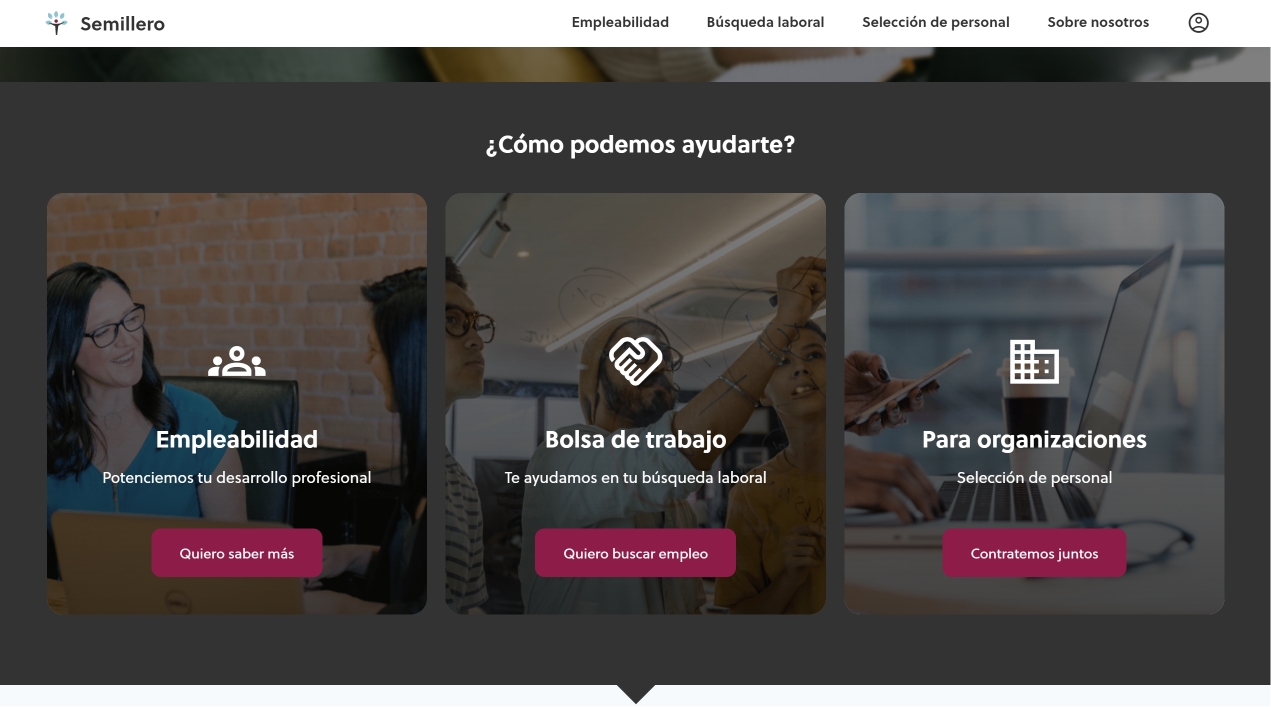 Semillero
Empleabilidad
Búsqueda laboral
Selección de personal
Sobre nosotros
¿Cómo podemos ayudarte?
Empleabilidad
Potenciemos tu desarrollo profesional
Quiero saber más
Bolsa de trabajo
Te ayudamos en tu búsqueda laboral
Quiero buscar empleo
Para organizaciones
Selección de personal
Contratemos juntos